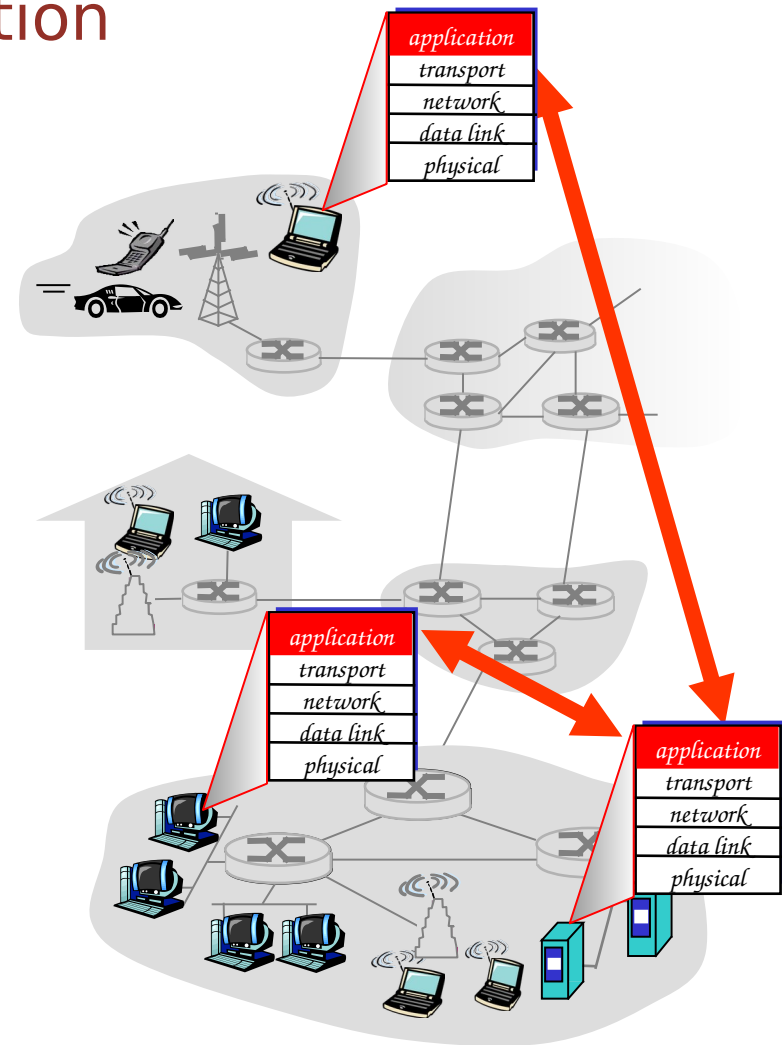 tion
application
transport
network
data link
physical
application
transport
network
data link
physical
application
transport
network
data link
physical